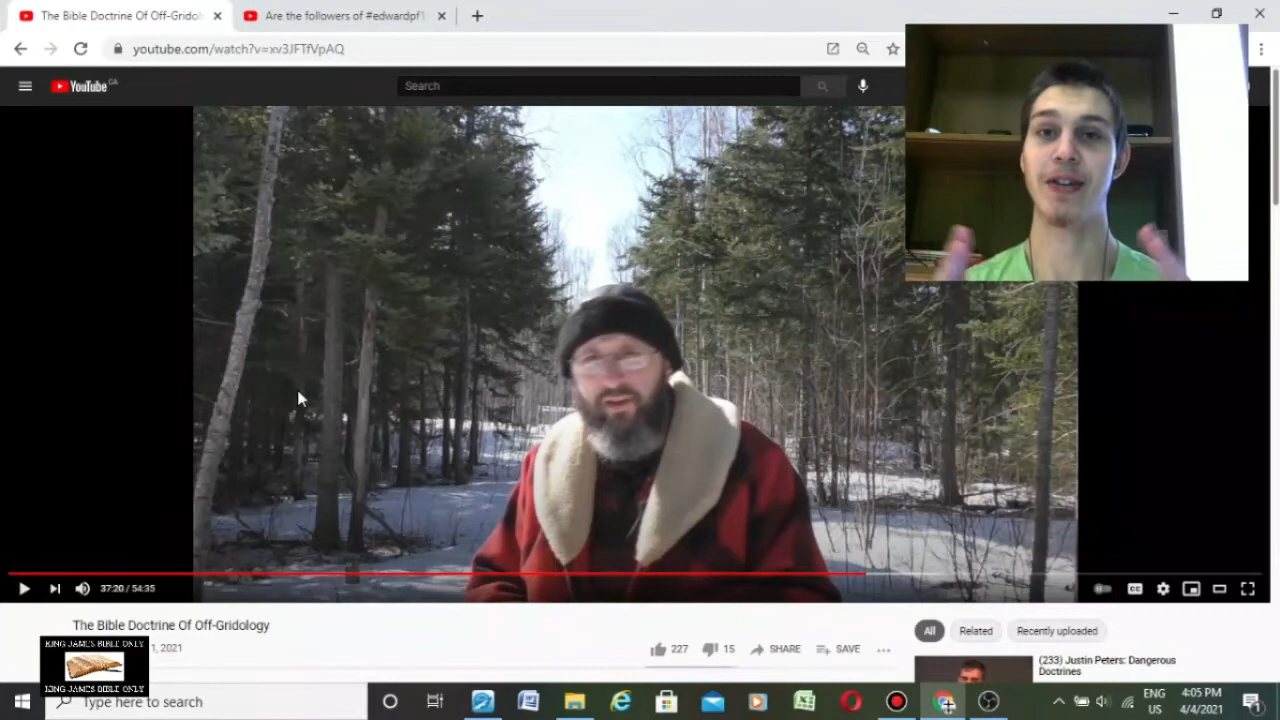 The Bible Doctrine Of Off-Gridol
Are the followers of #edwardpf
youtube.com/watch?v=xv3JFTfVpAQ
YouTube CA
Search
37:20 / 54:35
CC
The Bible Doctrine Of Off-Gridology
1, 2021
227
15
SHARE
SAVE
All
Related
Recently uploaded
(233) Justin Peters: Dangerous
Doctrines
KING JAMES BIBLE ONLY
KING JAMES BIBLE ONLY
Type here to search
ENG
US
4:05 PM
4/4/2021
1